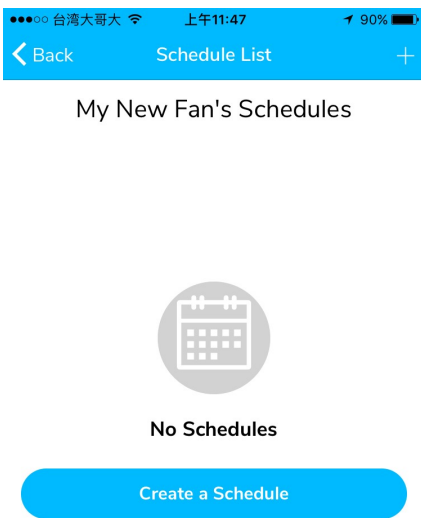 台湾大哥大 上午11:47 90%
Back Schedule List +
My New Fan's Schedules
No Schedules
Create a Schedule